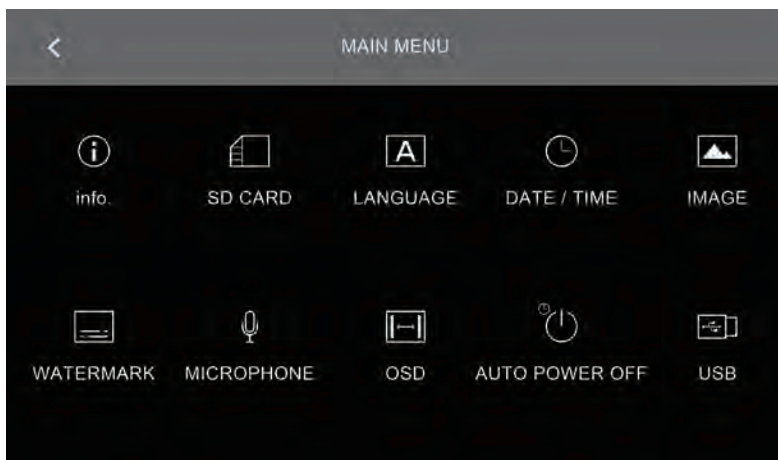 MAIN MENU
info.
SD CARD
LANGUAGE
DATE / TIME
IMAGE
WATERMARK
MICROPHONE
OSD
AUTO POWER OFF
USB